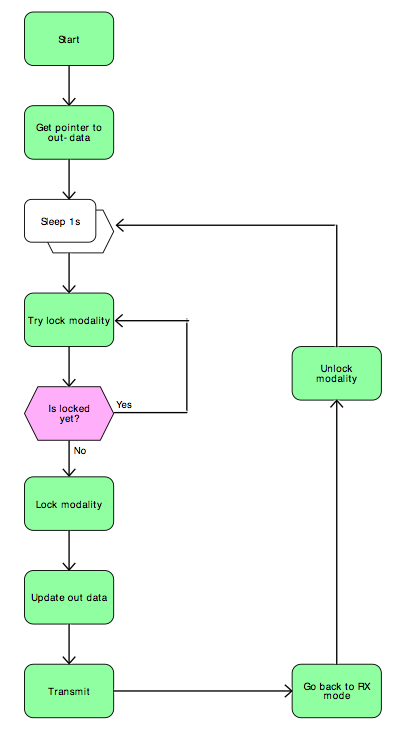 Start
Get pointer to
out- data
Sleep 1s
Try lock modality
Is locked
yet?
Yes
No
Lock modality
Update out data
Transmit
Go back to RX
mode
Unlock
modality